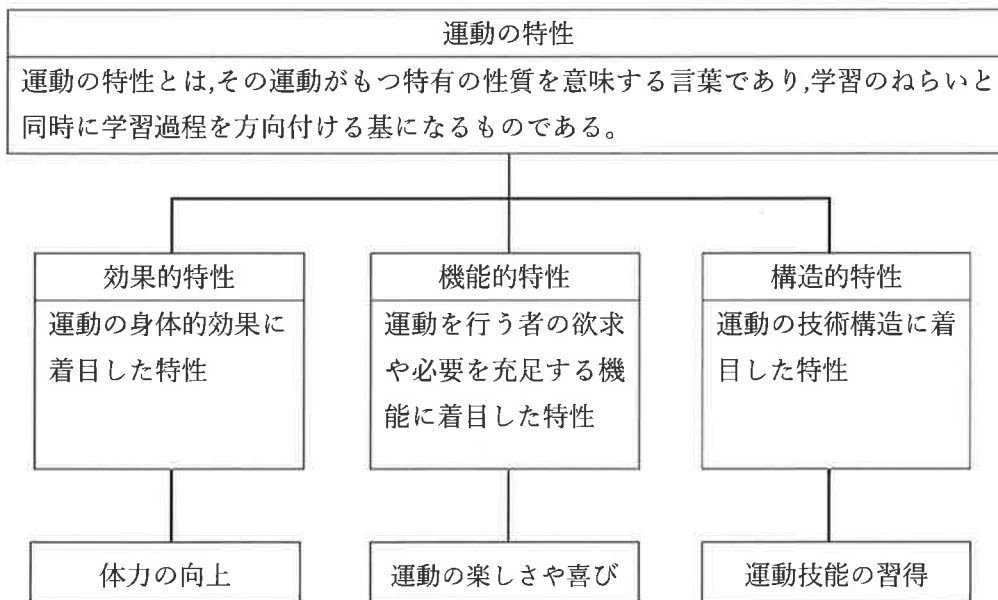 運動の特性
運動の特性とは,その運動がもつ特有の性質を意味する言葉であり,学習のねらいと
同時に学習過程を方向付ける基になるものである。
効果的特性
運動の身体的効果に
着目した特性
機能的特性
運動を行う者の欲求
や必要を充足する機
能に着目した特性
構造的特性
運動の技術構造に着
目した特性
体力の向上
運動の楽しさや喜び
運動技能の習得